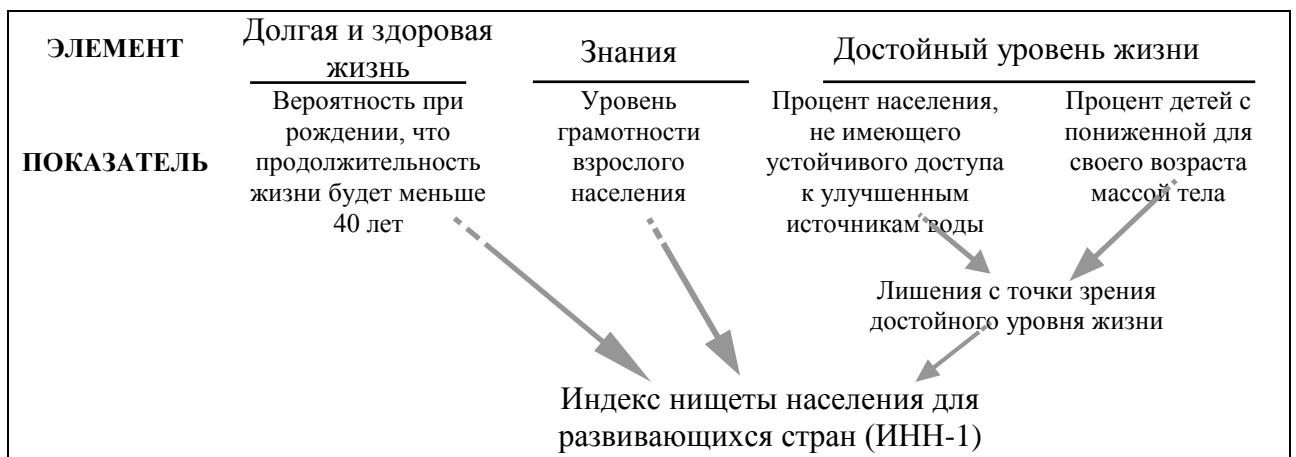 ЭЛЕМЕНТ
Долгая и здоровая
жизнь
Знания
Достойный уровень жизни
ПОКАЗАТЕЛЬ
Вероятность при
рождении, что
продолжительность
жизни будет меньше
40 лет
Уровень
грамотности
взрослого
населения
Процент населения,
не имеющего
устойчивого доступа
к улучшенным
источникам воды
Процент детей с
пониженной для
своего возраста
массой тела
Лишения с точки зрения
достойного уровня жизни
Индекс нищеты населения для
развивающихся стран (ИНН-1)